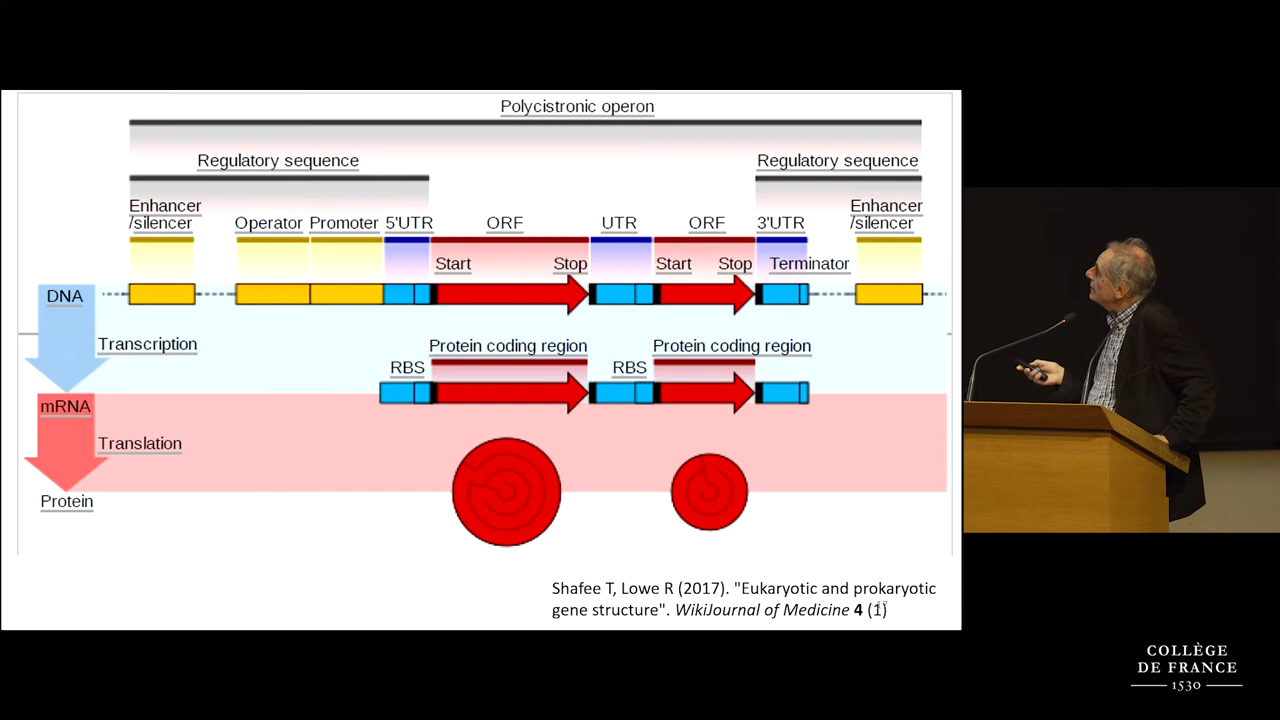 Polycistronic operon
Regulatory sequence
Regulatory sequence
Enhancer
/silencer
Operator
Promoter
5'UTR
ORF
UTR
ORF
3'UTR
Enhancer
/silencer
Start
Stop
Start
Stop
Terminator
DNA
Transcription
Protein coding region
Protein coding region
RBS
RBS
mRNA
Translation
Protein
Shafee T, Lowe R (2017). "Eukaryotic and prokaryotic
gene structure". WikiJournal of Medicine 4 (1)
COLLÈGE
DE FRANCE
1530